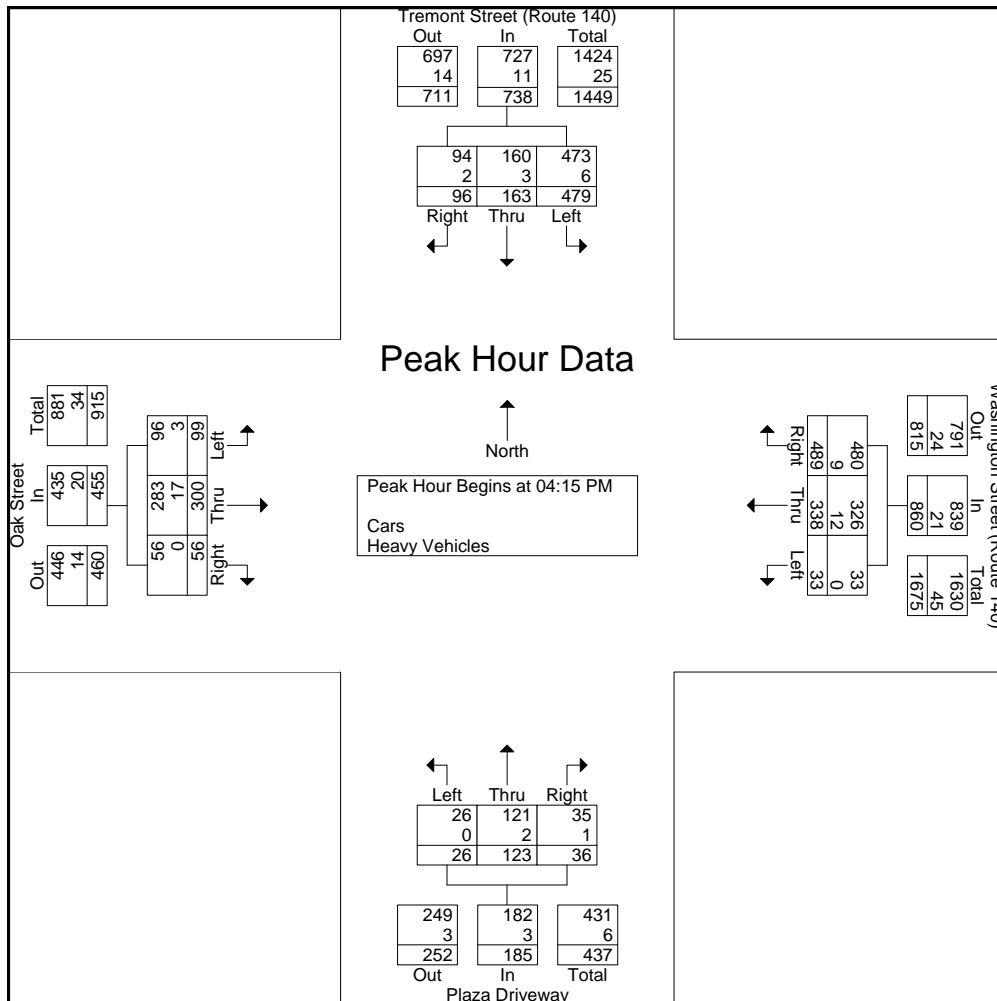 Tremont Street (Route 140)
Out In Total
697 727 1424
14 11 25
711 738 1449
94 160 473
2 3 6
96 163 479
Right Thru Left
Peak Hour Data
North
Peak Hour Begins at 04:15 PM
Cars
Heavy Vehicles
Oak Street
Out In Total
446 435 881
14 20 34
460 455 915
Right Thru Left
56 283 96
0 17 3
56 300 99
Washington Street (Route 140)
Out In Total
791 839 1630
24 21 45
815 860 1675
480 326 33
9 12 0
489 338 33
Right Thru Left
Left Thru Right
26 121 35
0 2 1
26 123 36
249 182 431
3 3 6
252 185 437
Out In Total
Plaza Driveway